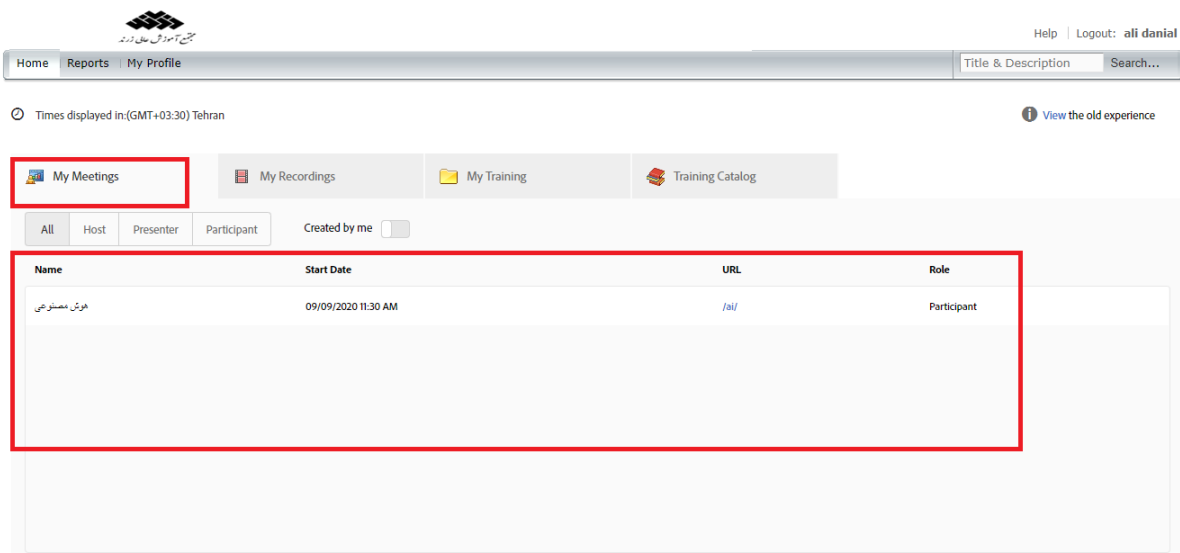 مجتمع آموزش عالی زرند
Help Logout: ali danial
Home Reports My Profile Title & Description Search...
Times displayed in:(GMT+03:30) Tehran View the old experience
My Meetings My Recordings My Training Training Catalog
All Host Presenter Participant Created by me
Name Start Date URL Role
هوش مصنوعی 09/09/2020 11:30 AM /ai/ Participant